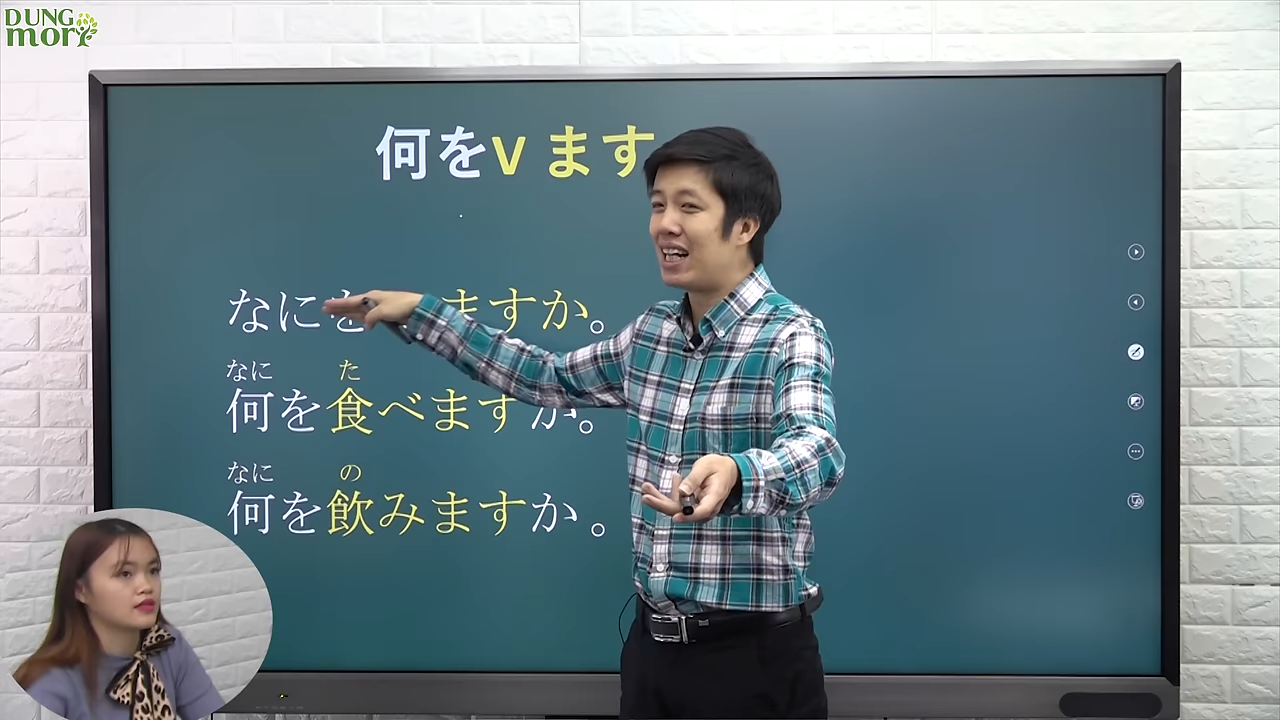 DUNG
mori
何をVます
なにを ますか。
なに た
何を食べますか。
なに の
何を飲みますか。